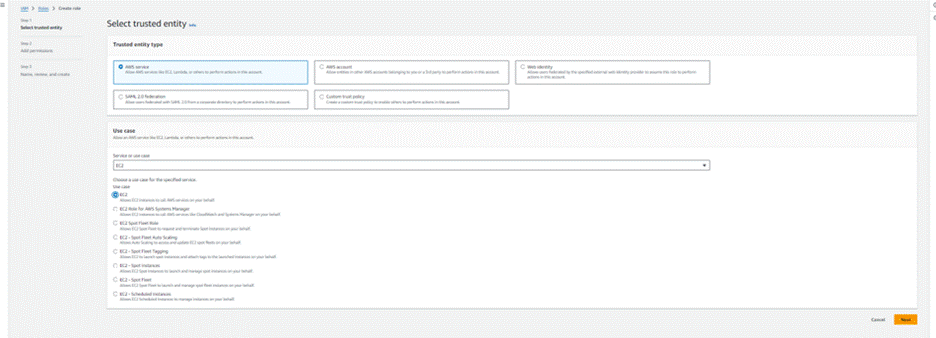 IAM > Roles > Create role
Step 1
Select trusted entity
Step 2
Add permissions
Step 3
Name, review, and create
Select trusted entity Info
Trusted entity type
AWS service
Allow AWS services like EC2, Lambda, or others to perform actions in this account.
AWS account
Allow entities in other AWS accounts belonging to you or a 3rd party to perform actions in this account.
Web identity
Allow users federated by the specified external web identity provider to assume this role to perform
actions in this account.
SAML 2.0 federation
Allow users federated with SAML 2.0 from a corporate directory to perform actions in this account.
Custom trust policy
Create a custom trust policy to enable others to perform actions in this account.
Use case
Allow an AWS service like EC2, Lambda, or others to perform actions in this account.
Service or use case
EC2
Choose a use case for the specified service.
Use case
EC2
Allows EC2 instances to call AWS services on your behalf.
EC2 Role for AWS Systems Manager
Allows EC2 instances to call AWS services like CloudWatch and Systems Manager on your behalf.
EC2 Spot Fleet Role
Allows EC2 Spot Fleet to request and terminate Spot Instances on your behalf.
EC2 - Spot Fleet Auto Scaling
Allows Auto Scaling to access and update EC2 spot fleets on your behalf.
EC2 - Spot Fleet Tagging
Allows EC2 to launch spot instances and attach tags to the launched instances on your behalf.
EC2 - Spot Instances
Allows EC2 Spot Instances to launch and manage spot instances on your behalf.
EC2 - Spot Fleet
Allows EC2 Spot Fleet to launch and manage spot fleet instances on your behalf.
EC2 - Scheduled Instances
Allows EC2 Scheduled Instances to manage instances on your behalf.
Cancel
Next